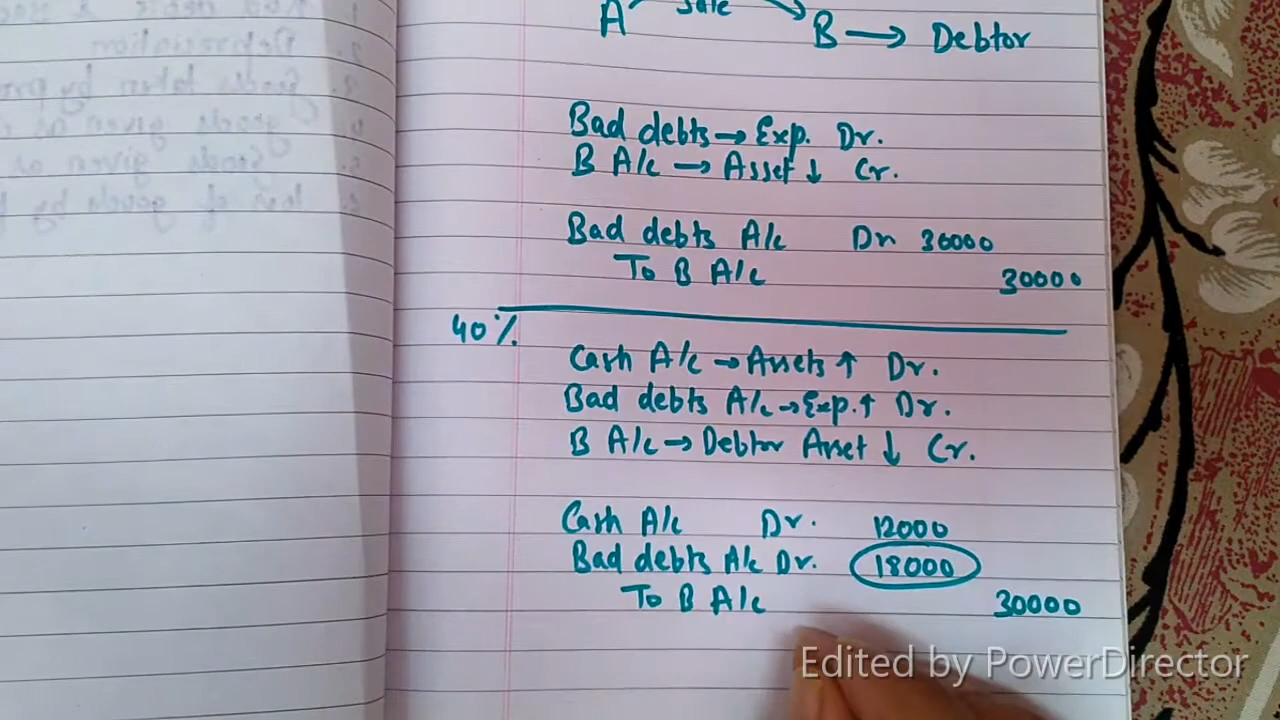 A Sale B → Debtor
Bad debts → Exp. Dr.
B A/c → Asset ↓ Cr.
Bad debts A/c Dr 30000
To B A/c 30000
40%
Cash A/c → Assets ↑ Dr.
Bad debts A/c → Exp. ↑ Dr.
B A/c → Debtor Asset ↓ Cr.
Cash A/c Dr. 12000
Bad debts A/c Dr. 18000
To B A/c 30000
Edited by PowerDirector